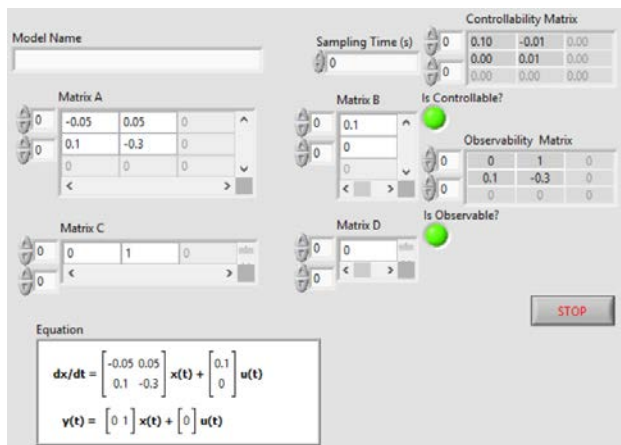 Model Name
Sampling Time (s)
0
Controllability Matrix
0 0.10 -0.01 0.00
0 0.00 0.01 0.00
0.00 0.00 0.00
Matrix A
0 -0.05 0.05 0
0 0.1 -0.3 0
0 0 0
Matrix B
0 0.1
0 0
0
Is Controllable?
Observability Matrix
0 0 1 0
0 0.1 -0.3 0
0 0 0
Matrix C
0 0 1 0
0
Matrix D
0 0
0
Is Observable?
STOP
Equation
dx/dt = [-0.05 0.05 0.1 -0.3] x(t) + [0.1 0] u(t)
y(t) = [0 1] x(t) + [0] u(t)